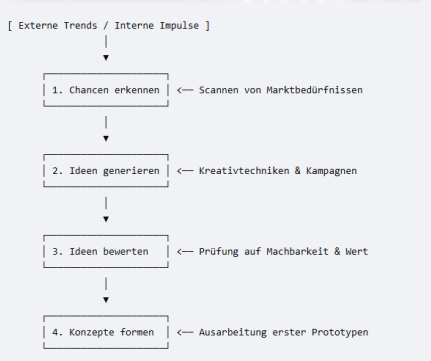 [ Externe Trends / Interne Impulse ]
1. Chancen erkennen <── Scannen von Marktbedürfnissen
2. Ideen generieren <── Kreativtechniken & Kampagnen
3. Ideen bewerten <── Prüfung auf Machbarkeit & Wert
4. Konzepte formen <── Ausarbeitung erster Prototypen